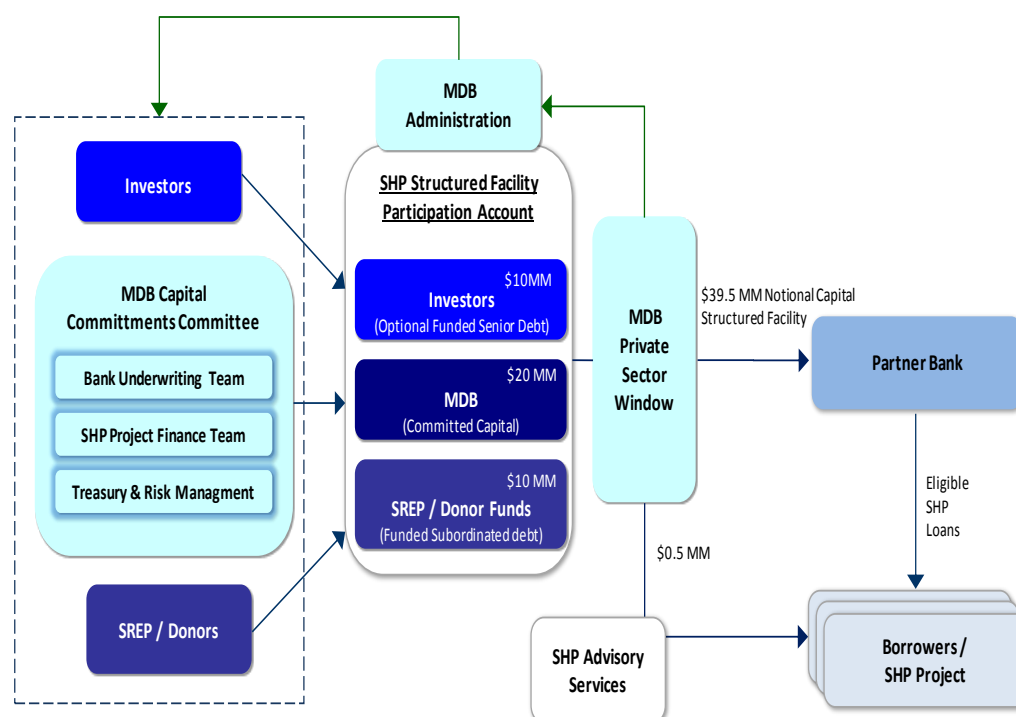 MDB
Administration
Investors
MDB Capital
Committments Committee
Bank Underwriting Team
SHP Project Finance Team
Treasury & Risk Managment
SREP / Donors
SHP Structured Facility
Participation Account
$10MM
Investors
(Optional Funded Senior Debt)
$20 MM
MDB
(Committed Capital)
$10 MM
SREP / Donor Funds
(Funded Subordinated debt)
MDB
Private
Sector
Window
$39.5 MM Notional Capital
Structured Facility
Partner Bank
Eligible
SHP
Loans
$0.5 MM
SHP Advisory
Services
Borrowers /
SHP Project